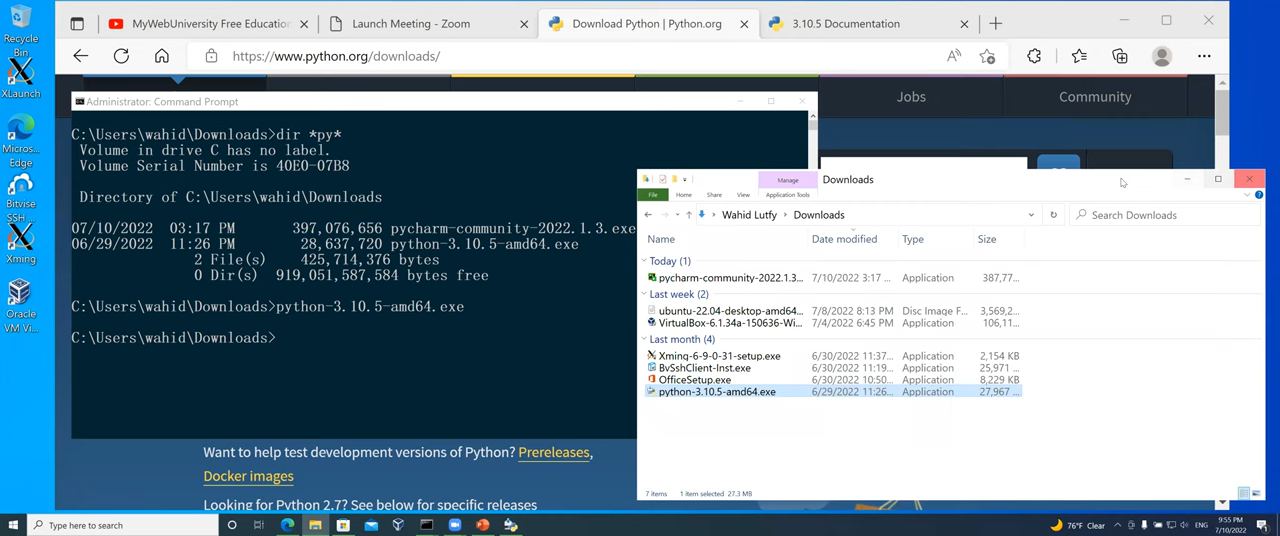 Recycle Bin
XLaunch
Micros... Edge
Bitvise SSH ...
Xming
Oracle VM Vi...
MyWebUniversity Free Education
Launch Meeting - Zoom
Download Python | Python.org
3.10.5 Documentation
https://www.python.org/downloads/
Jobs
Community
Administrator: Command Prompt
C:\Users\wahid\Downloads>dir *py*
Volume in drive C has no label.
Volume Serial Number is 40E0-07B8
Directory of C:\Users\wahid\Downloads
07/10/2022 03:17 PM 397,076,656 pycharm-community-2022.1.3.exe
06/29/2022 11:26 PM 28,637,720 python-3.10.5-amd64.exe
2 File(s) 425,714,376 bytes
0 Dir(s) 919,051,587,584 bytes free
C:\Users\wahid\Downloads>python-3.10.5-amd64.exe
C:\Users\wahid\Downloads>
Want to help test development versions of Python? Prereleases,
Docker images
Looking for Python 2.7? See below for specific releases
Manage
Downloads
File
Home
Share
View
Application Tools
Wahid Lutfy > Downloads
Search Downloads
Name Date modified Type Size
Today (1)
pycharm-community-2022.1.3... 7/10/2022 3:17 ... Application 387,77...
Last week (2)
ubuntu-22.04-desktop-amd64... 7/8/2022 8:13 PM Disc Image F... 3,569,2...
VirtualBox-6.1.34a-150636-Wi... 7/4/2022 6:45 PM Application 106,11...
Last month (4)
Xming-6-9-0-31-setup.exe 6/30/2022 11:37... Application 2,154 KB
BvSshClient-Inst.exe 6/30/2022 11:19... Application 25,971 ...
OfficeSetup.exe 6/30/2022 10:50... Application 8,229 KB
python-3.10.5-amd64.exe 6/29/2022 11:26... Application 27,967 ...
7 items 1 item selected 27.3 MB
Type here to search
76°F Clear
9:55 PM
7/10/2022